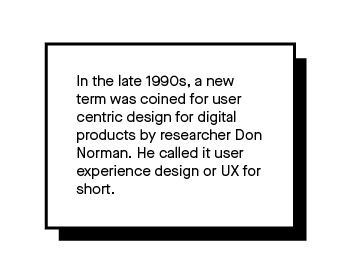 In the late 1990s, a new
term was coined for user
centric design for digital
products by researcher Don
Norman. He called it user
experience design or UX for
short.